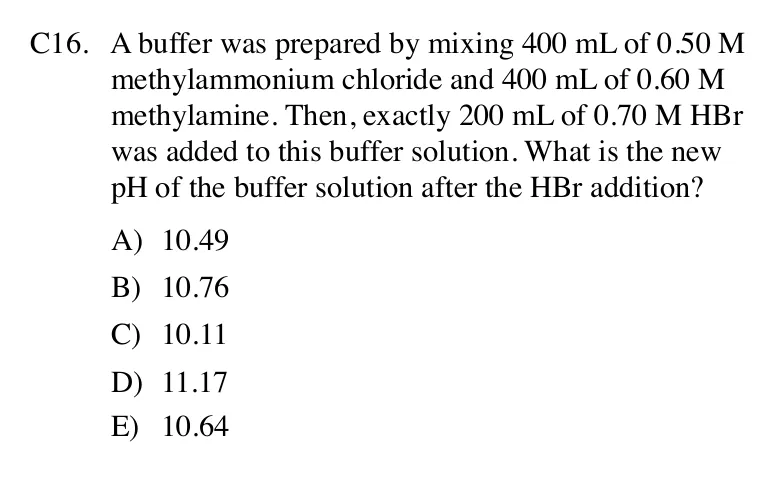 C16. A buffer was prepared by mixing 400 mL of 0.50 M
methylammonium chloride and 400 mL of 0.60 M
methylamine. Then, exactly 200 mL of 0.70 M HBr
was added to this buffer solution. What is the new
pH of the buffer solution after the HBr addition?
A) 10.49
B) 10.76
C) 10.11
D) 11.17
E) 10.64